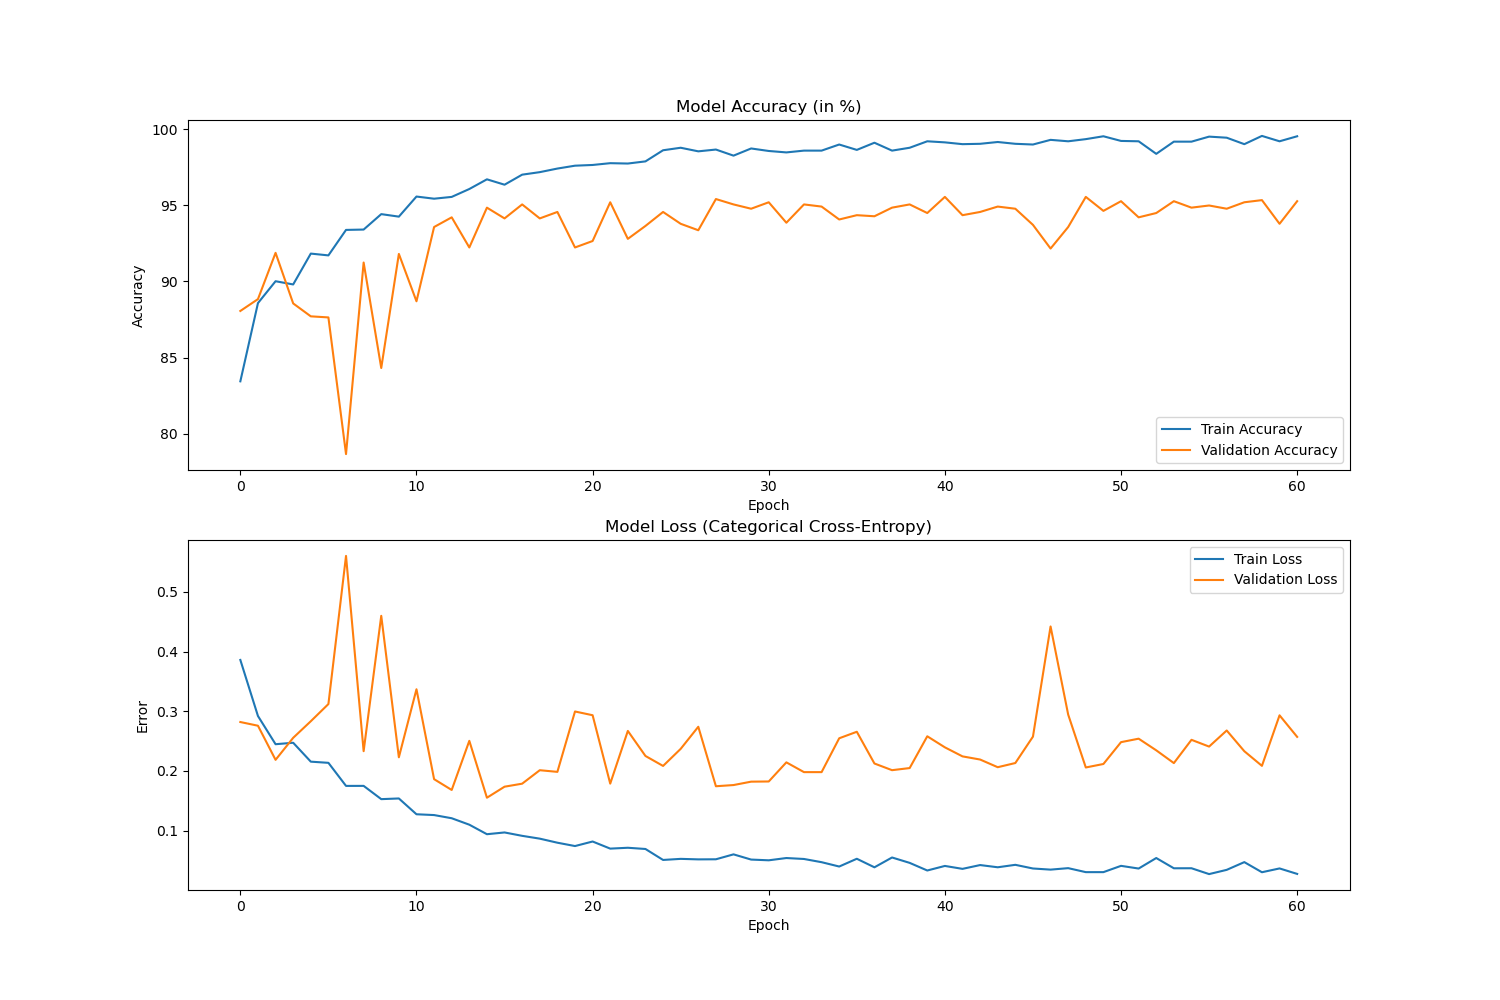 Model Accuracy (in %)
100
95
90
85
80
Accuracy
Train Accuracy
Validation Accuracy
0 10 20 30 40 50 60
Epoch
Model Loss (Categorical Cross-Entropy)
Train Loss
Validation Loss
0.5
0.4
0.3
0.2
0.1
Error
0 10 20 30 40 50 60
Epoch